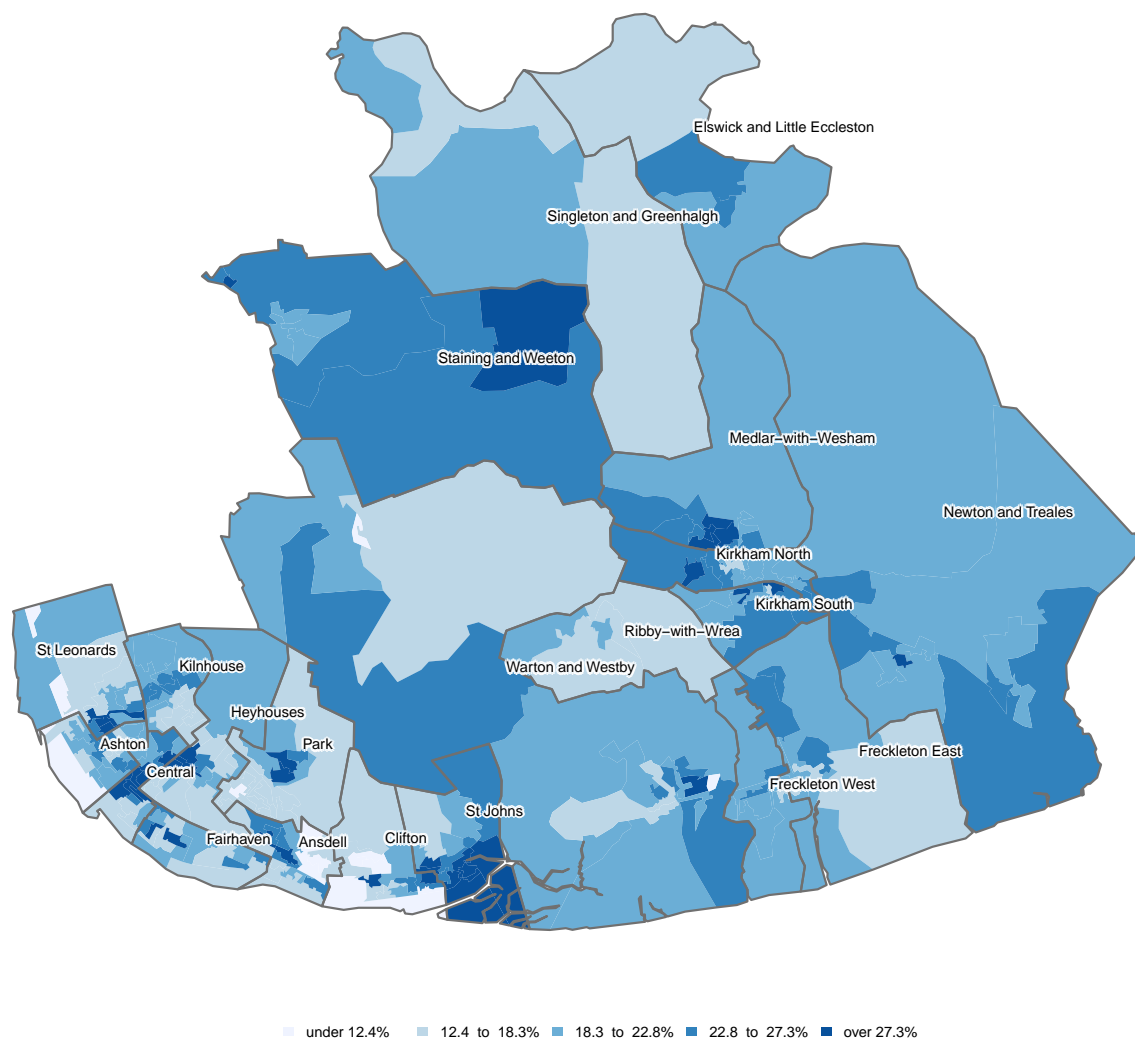 Elswick and Little Eccleston
Singleton and Greenhalgh
Staining and Weeton
Medlar−with−Wesham
Newton and Treales
Kirkham North
Kirkham South
Ribby−with−Wrea
St Leonards
Kilnhouse
Warton and Westby
Heyhouses
Ashton
Park
Freckleton East
Central
Freckleton West
St Johns
Fairhaven
Ansdell
Clifton
under 12.4%
12.4 to 18.3%
18.3 to 22.8%
22.8 to 27.3%
over 27.3%